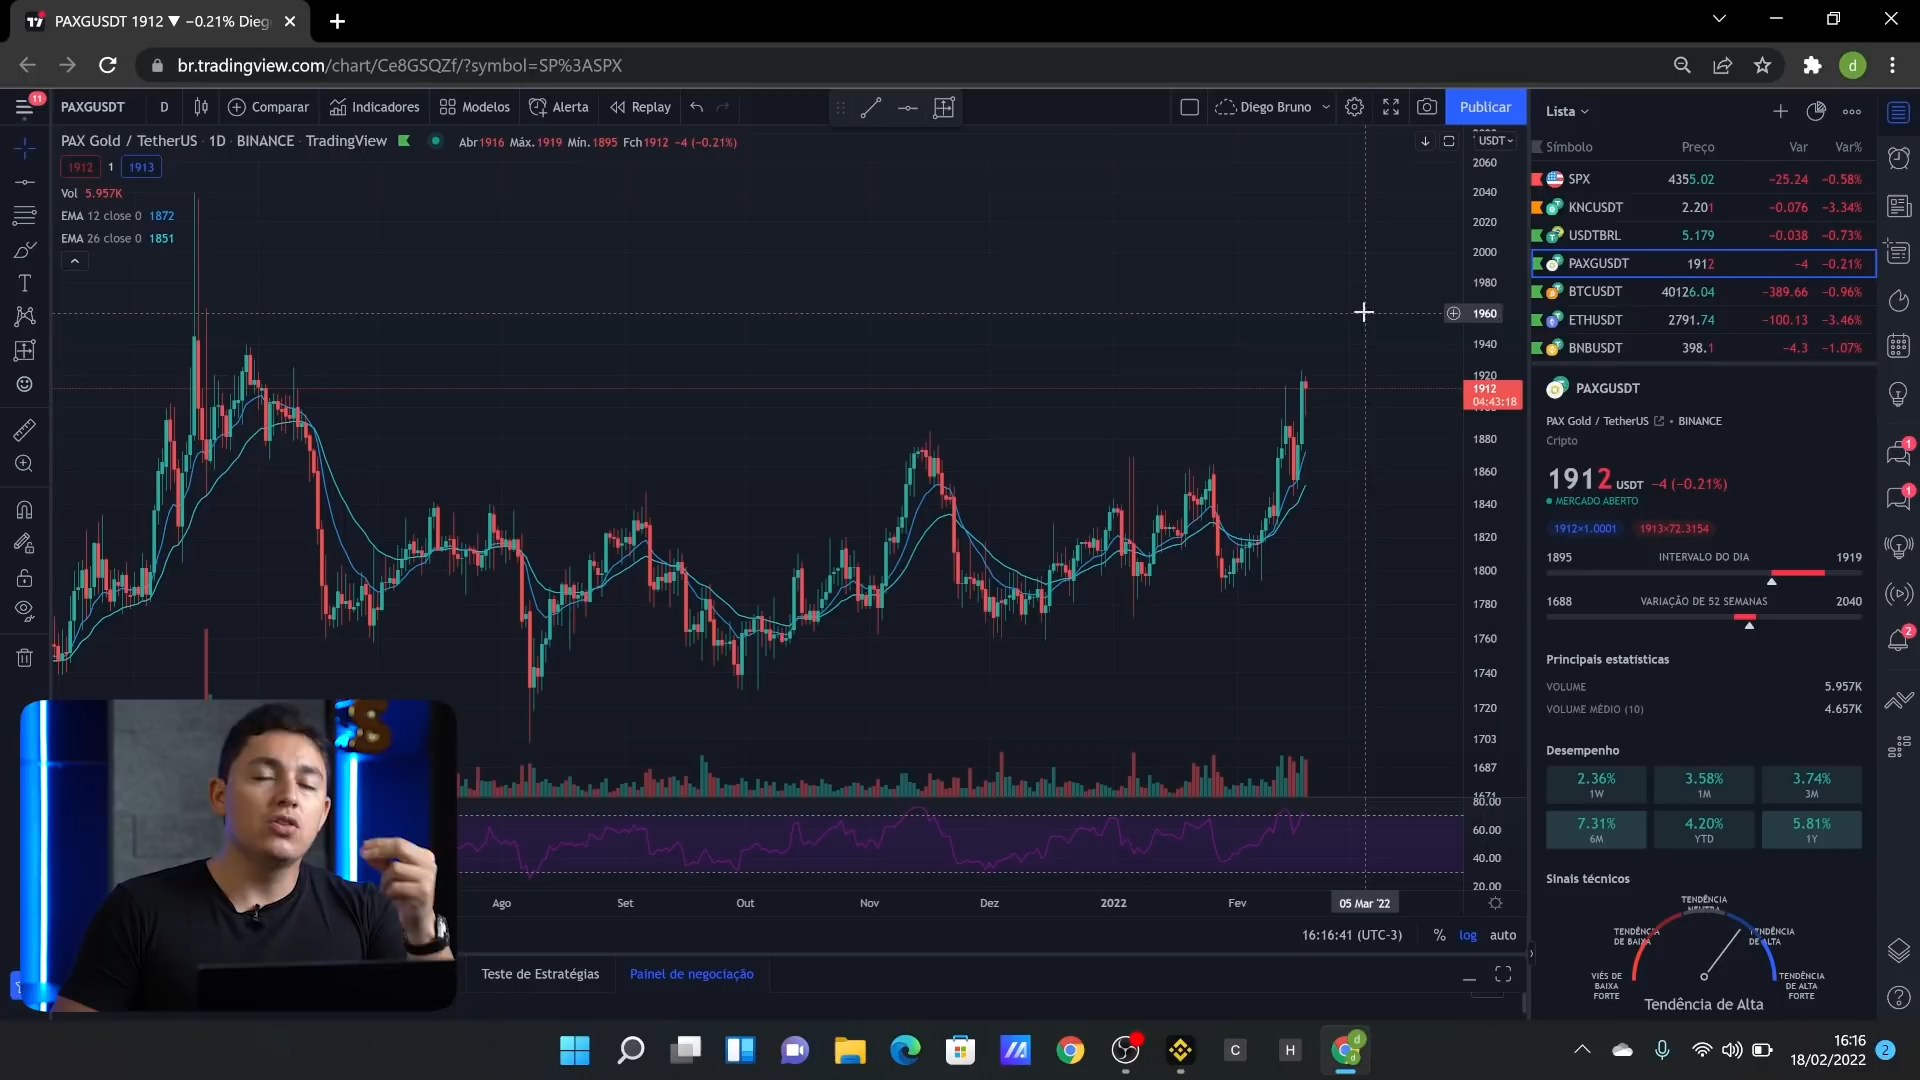 PAXGUSDT 1912 ▼ −0.21% Dieg
br.tradingview.com/chart/Ce8GSQZf/?symbol=SP%3ASPX
d
11
PAXGUSDT
D
Comparar
Indicadores
Modelos
Alerta
Replay
Diego Bruno
Publicar
PAX Gold / TetherUS · 1D · BINANCE · TradingView
Abr1916 Máx.1919 Mín.1895 Fch1912 −4 (−0.21%)
1912 1 1913
Vol 5.957K
EMA 12 close 0 1872
EMA 26 close 0 1851
USDT
2060
2040
2020
2000
1980
1960
1940
1920
1912
04:43:18
1880
1860
1840
1820
1800
1780
1760
1740
1720
1703
1687
1671
80.00
60.00
40.00
20.00
Ago
Set
Out
Nov
Dez
2022
Fev
05 Mar '22
16:16:41 (UTC-3)
%
log
auto
Teste de Estratégias
Painel de negociação
Lista
Símbolo Preço Var Var%
SPX 4355.02 −25.24 −0.58%
KNCUSDT 2.201 −0.076 −3.34%
USDTBRL 5.179 −0.038 −0.73%
PAXGUSDT 1912 −4 −0.21%
BTCUSDT 40126.04 −389.66 −0.96%
ETHUSDT 2791.74 −100.13 −3.46%
BNBUSDT 398.1 −4.3 −1.07%
PAXGUSDT
PAX Gold / TetherUS • BINANCE
Cripto
1912 USDT −4 (−0.21%)
MERCADO ABERTO
1912×1.0001 1913×72.3154
1895 INTERVALO DO DIA 1919
1688 VARIAÇÃO DE 52 SEMANAS 2040
Principais estatísticas
VOLUME 5.957K
VOLUME MÉDIO (10) 4.657K
Desempenho
2.36% 3.58% 3.74%
1W 1M 3M
7.31% 4.20% 5.81%
6M YTD 1Y
Sinais técnicos
TENDÊNCIA
NEUTRA
TENDÊNCIA
DE BAIXA
TENDÊNCIA
DE ALTA
VIÉS DE
BAIXA
FORTE
TENDÊNCIA
DE ALTA
FORTE
Tendência de Alta
1
1
2
C
H
d
16:16
18/02/2022
2